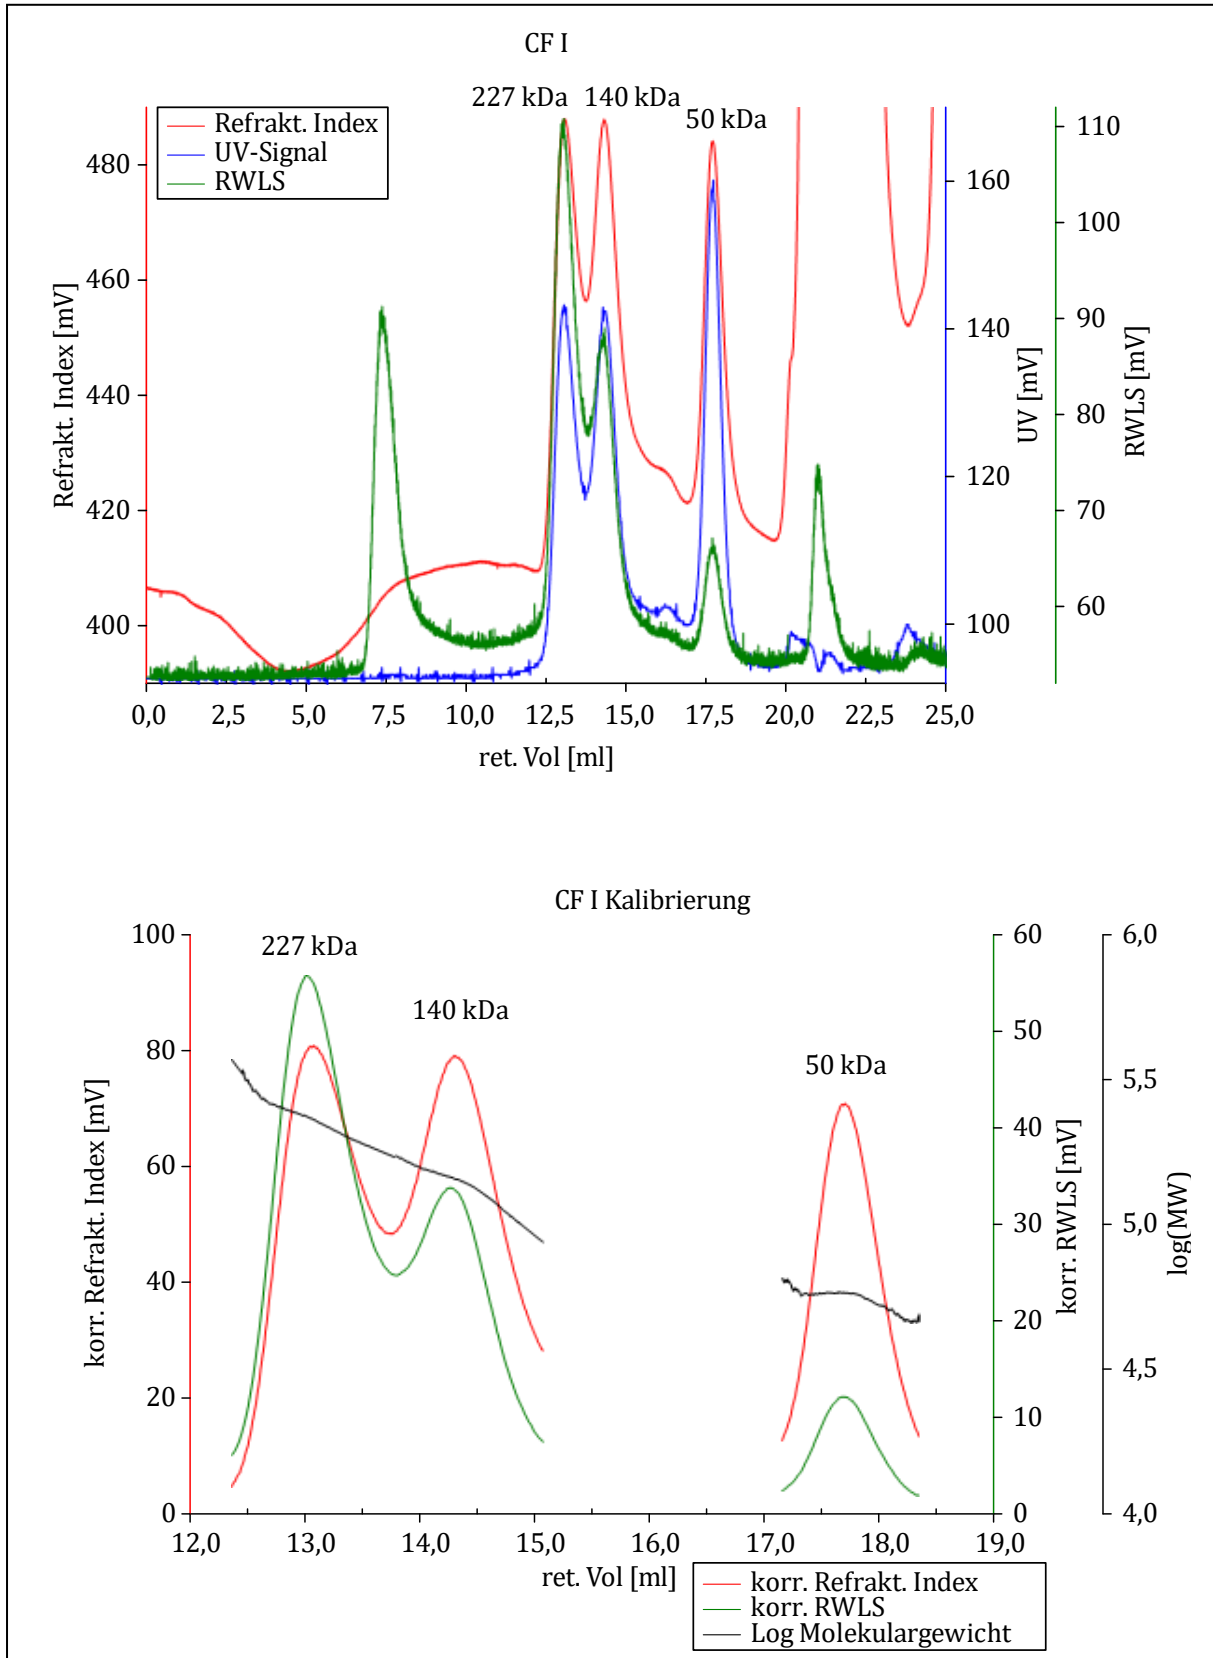 CF I
227 kDa 140 kDa
50 kDa
Refrakt. Index
UV-Signal
RWLS
Refrakt. Index [mV]
480
460
440
420
400
UV [mV]
160
140
120
100
RWLS [mV]
110
100
90
80
70
60
0,0 2,5 5,0 7,5 10,0 12,5 15,0 17,5 20,0 22,5 25,0
ret. Vol [ml]
CF I Kalibrierung
227 kDa
140 kDa
50 kDa
korr. Refrakt. Index [mV]
100
80
60
40
20
0
korr. RWLS [mV]
60
50
40
30
20
10
0
log(MW)
6,0
5,5
5,0
4,5
4,0
12,0 13,0 14,0 15,0 16,0 17,0 18,0 19,0
ret. Vol [ml]
korr. Refrakt. Index
korr. RWLS
Log Molekulargewicht